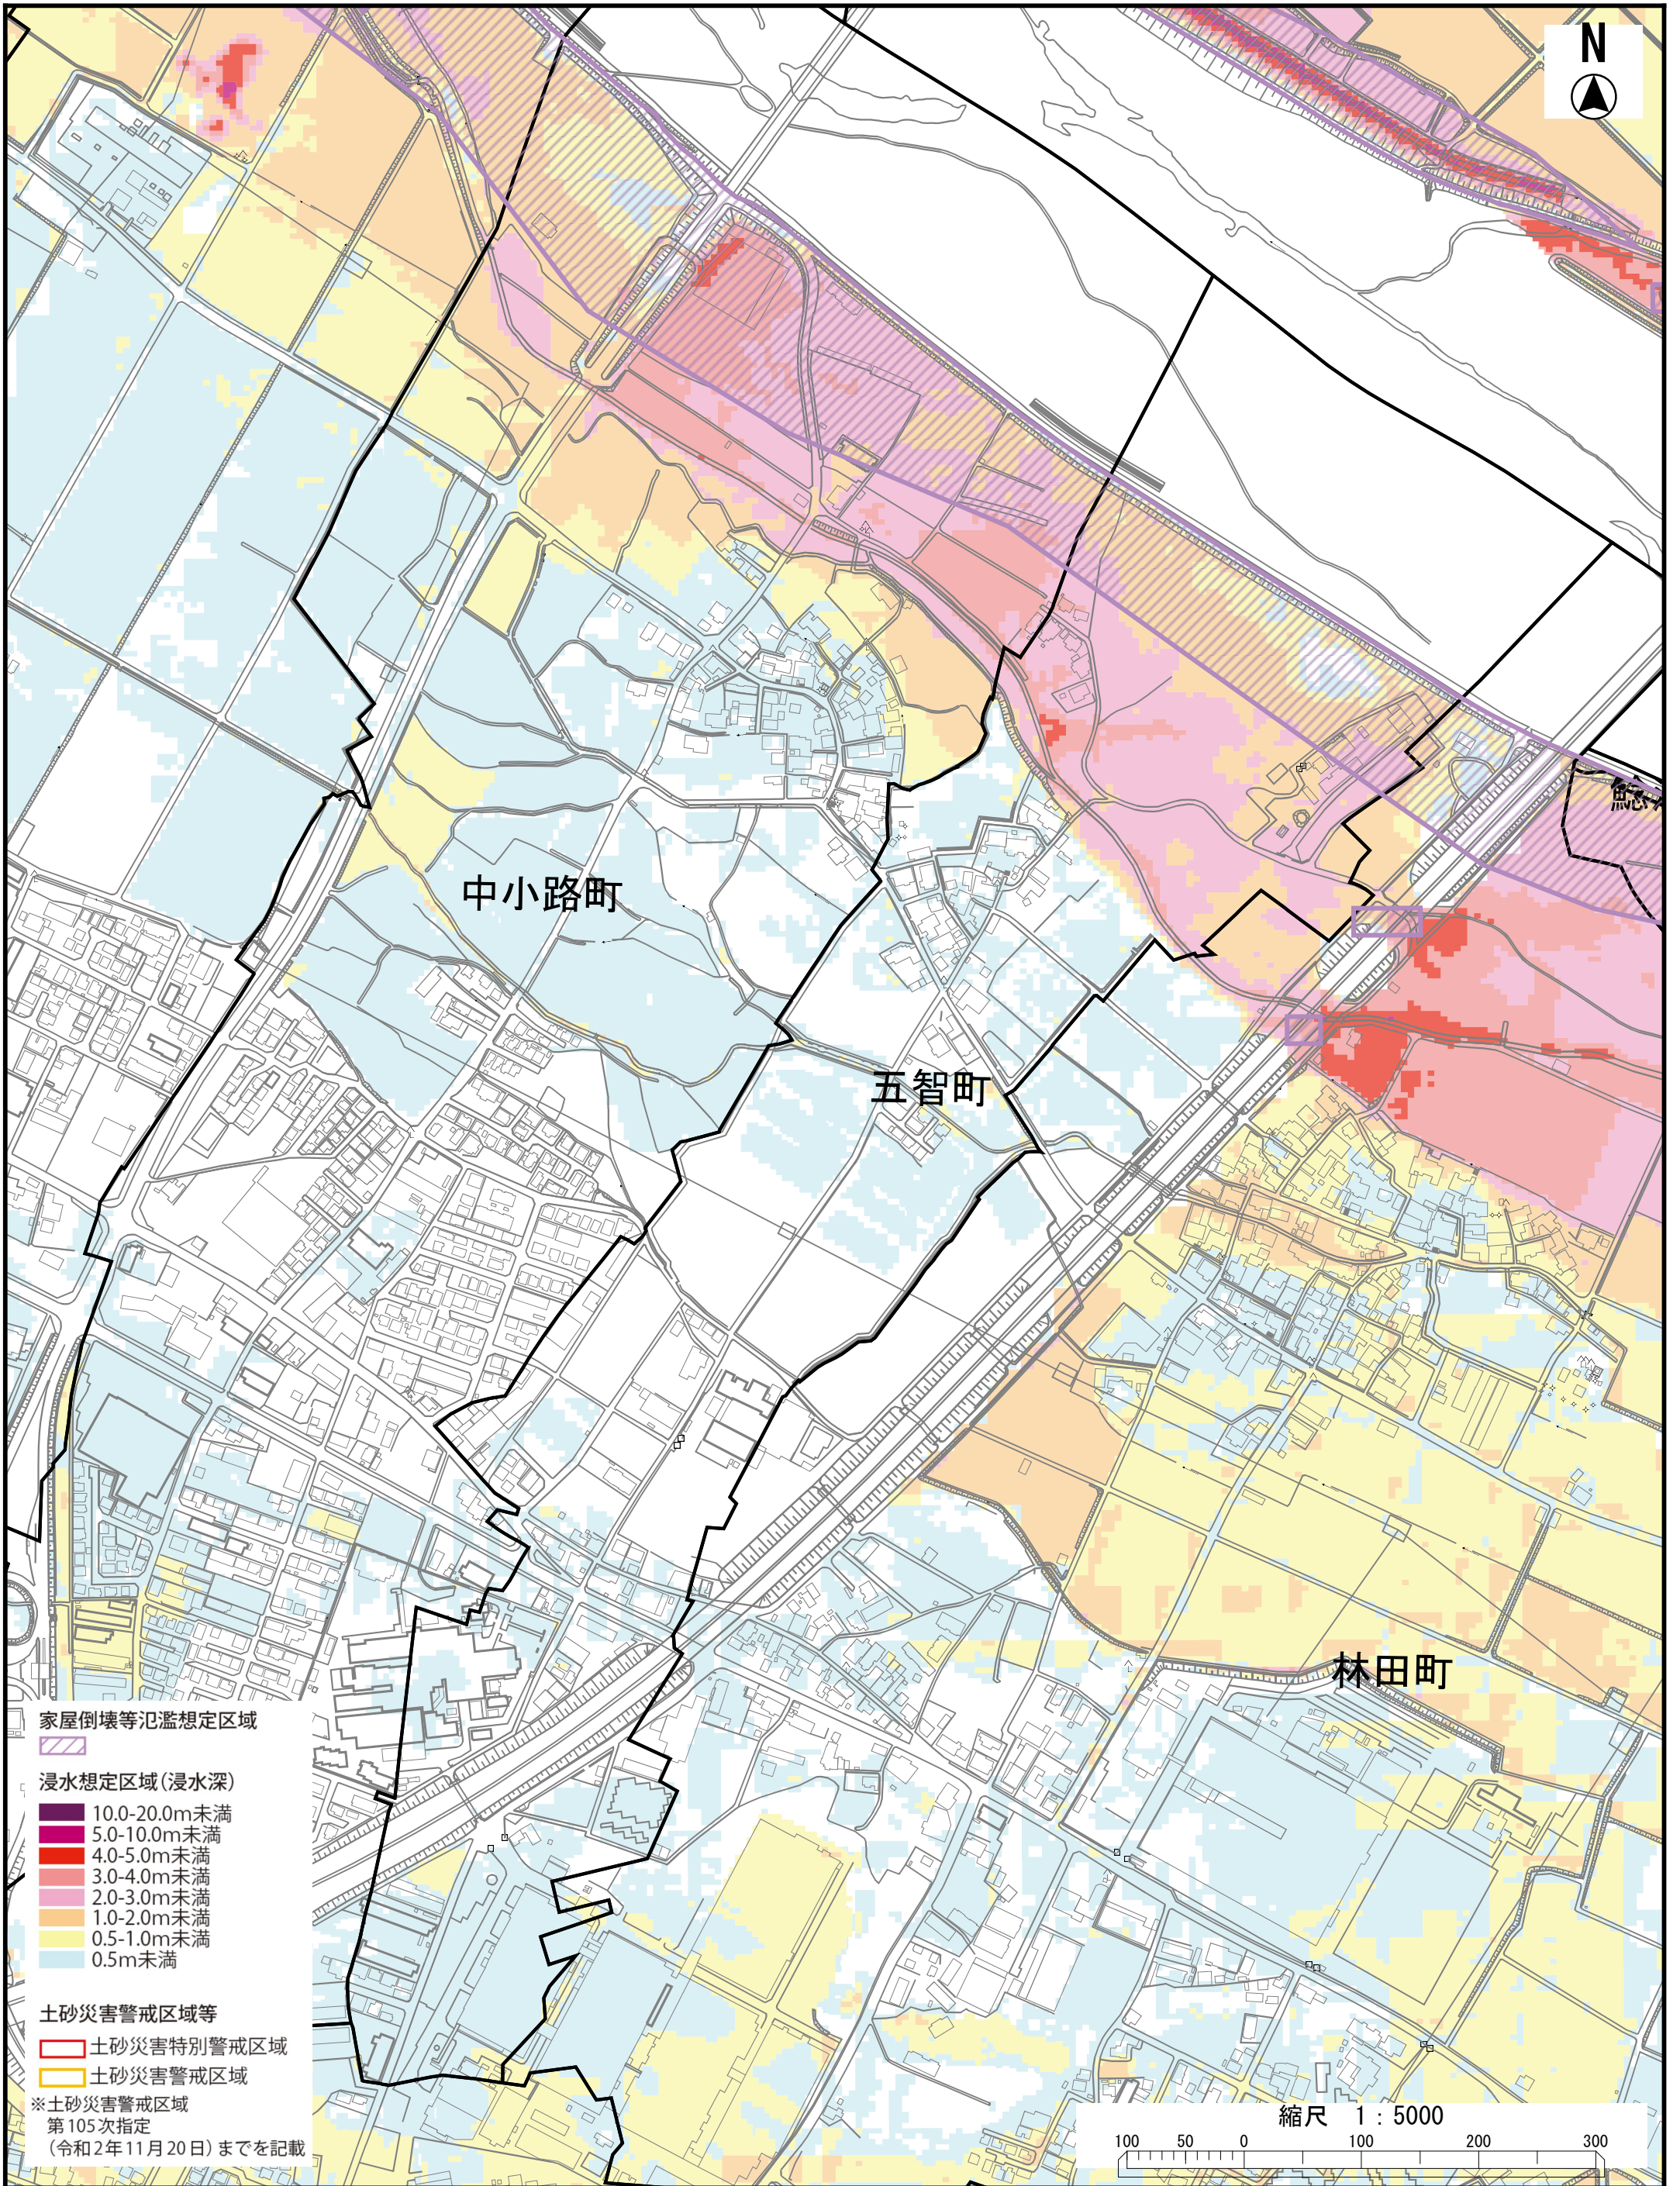 N
中小路町
五智町
林田町
家屋倒壊等氾濫想定区域
浸水想定区域(浸水深)
10.0-20.0m未満
5.0-10.0m未満
4.0-5.0m未満
3.0-4.0m未満
2.0-3.0m未満
1.0-2.0m未満
0.5-1.0m未満
0.5m未満
土砂災害警戒区域等
土砂災害特別警戒区域
土砂災害警戒区域
※土砂災害警戒区域
第105次指定
(令和2年11月20日)までを記載
縮尺 1:5000
100 50 0 100 200 300